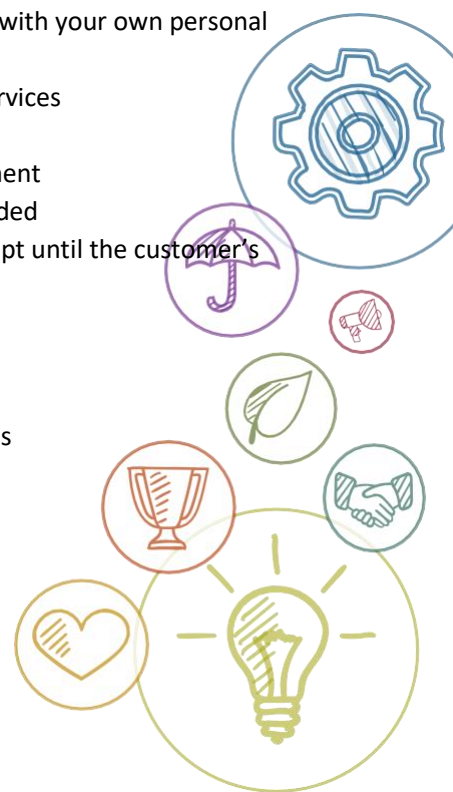 with your own personal
rvices
nent
ded
pt until the customer's
s